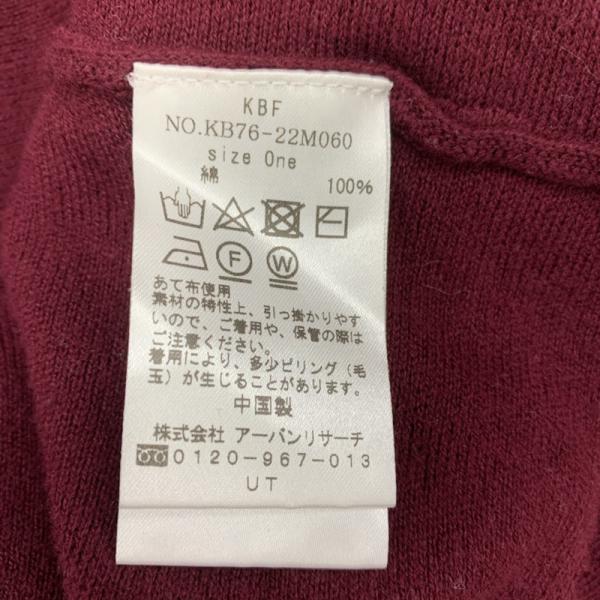 KBF
NO.KB76-22M060
size One
綿 100%
F W
あて布使用
素材の特性上、引っ掛かりやす
いので、ご着用や、保管の際は
ご注意ください。
着用により、多少ピリング（毛
玉）が生じることがあります。
中国製
株式会社 アーバンリサーチ
0120-967-013
UT